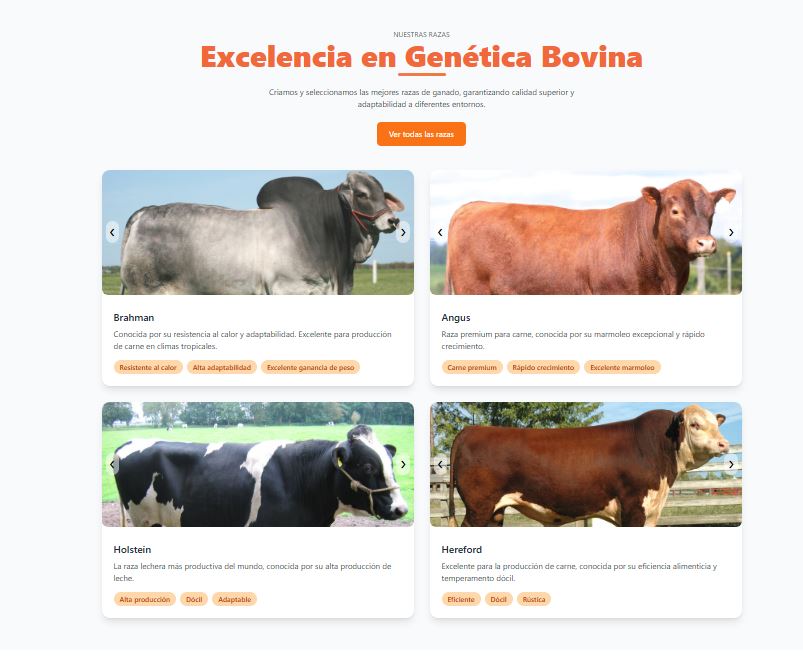 NUESTRAS RAZAS
Excelencia en Genética Bovina
Criamos y seleccionamos las mejores razas de ganado, garantizando calidad superior y
adaptabilidad a diferentes entornos.
Ver todas las razas
Brahman
Conocida por su resistencia al calor y adaptabilidad. Excelente para producción
de carne en climas tropicales.
Resistente al calor
Alta adaptabilidad
Excelente ganancia de peso
Angus
Raza premium para carne, conocida por su marmoleo excepcional y rápido
crecimiento.
Carne premium
Rápido crecimiento
Excelente marmoleo
Holstein
La raza lechera más productiva del mundo, conocida por su alta producción de
leche.
Alta producción
Dócil
Adaptable
Hereford
Excelente para la producción de carne, conocida por su eficiencia alimenticia y
temperamento dócil.
Eficiente
Dócil
Rústica